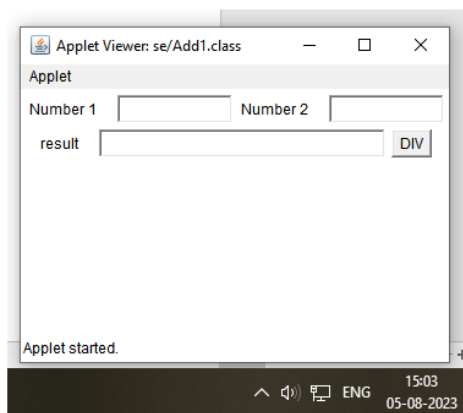 Applet Viewer: se/Add1.class
Applet
Number 1 Number 2
result DIV
Applet started.
ENG 15:03
05-08-2023